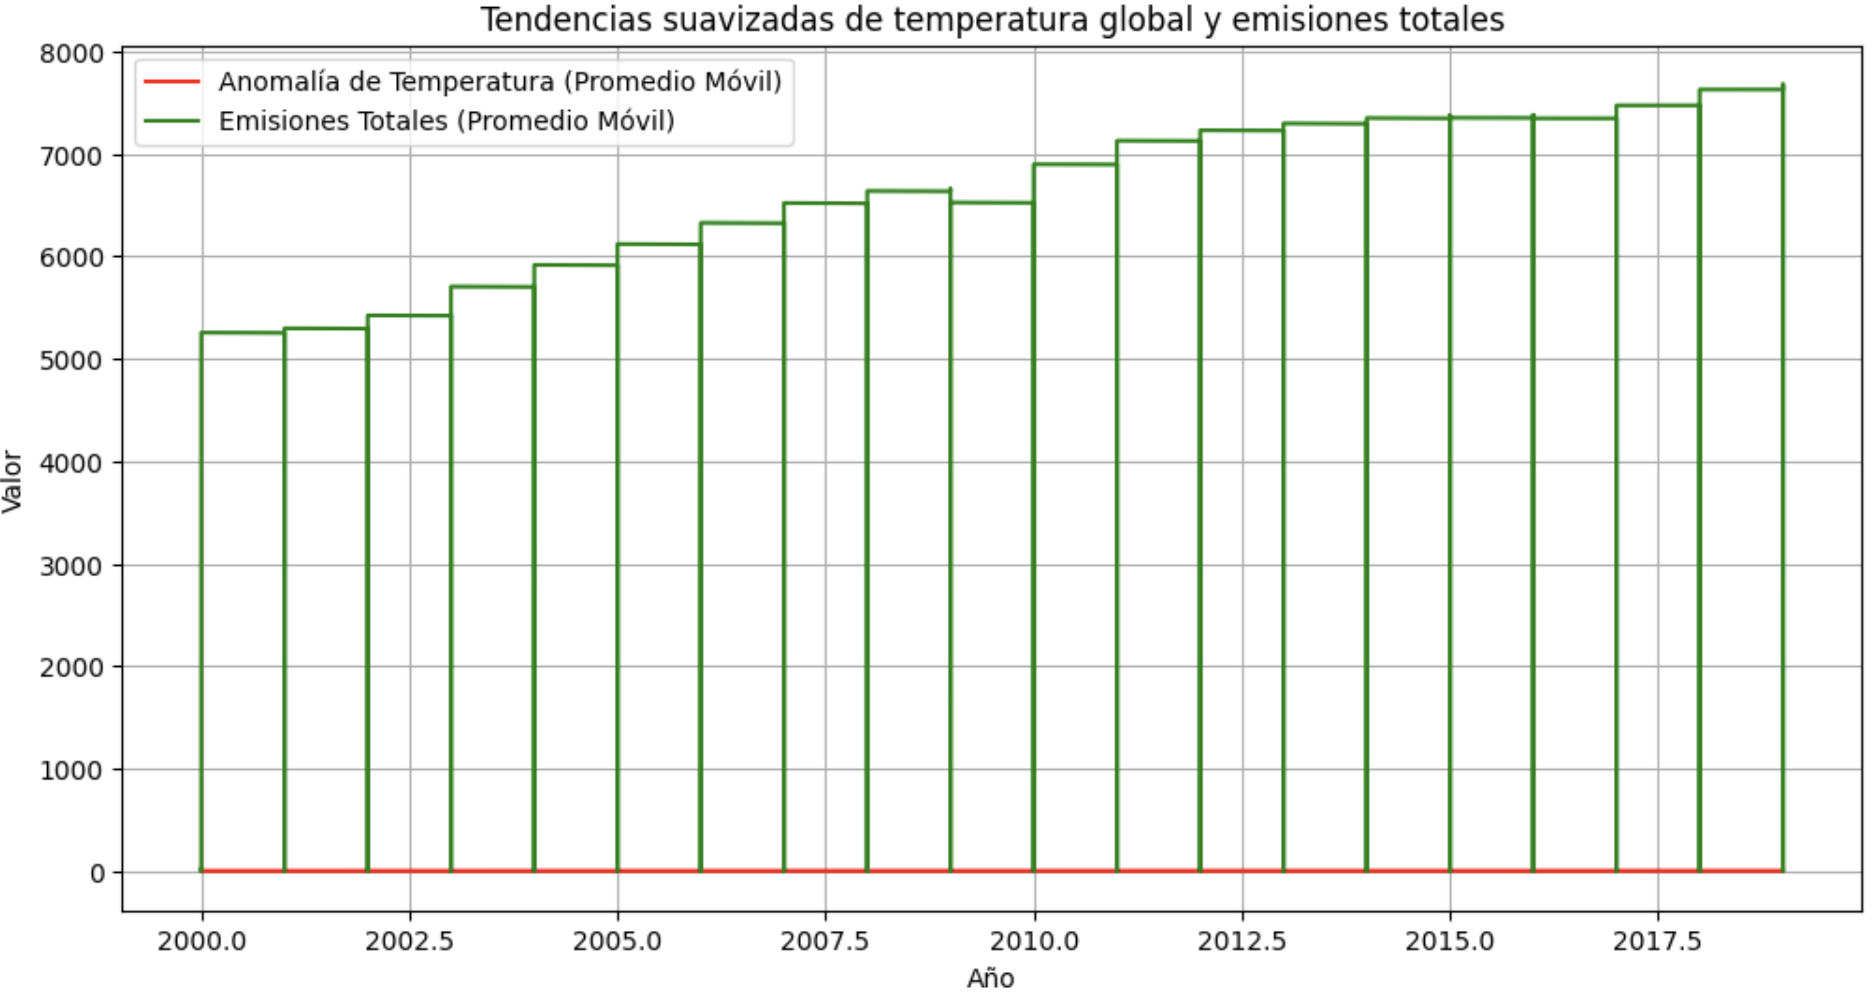 Tendencias suavizadas de temperatura global y emisiones totales
Anomalía de Temperatura (Promedio Móvil)
Emisiones Totales (Promedio Móvil)
8000
7000
6000
5000
4000
3000
2000
1000
0
Valor
2000.0 2002.5 2005.0 2007.5 2010.0 2012.5 2015.0 2017.5
Año